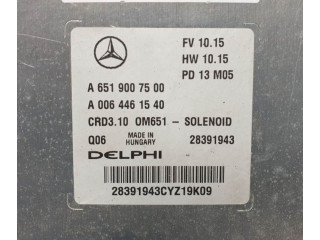 FV 10.15
HW 10.15
PD 13 M05
A 651 900 75 00
A 006 446 15 40
CRD3.10 OM651 - SOLENOID
Q06 MADE IN HUNGARY 28391943
DELPHI
28391943CYZ19K09